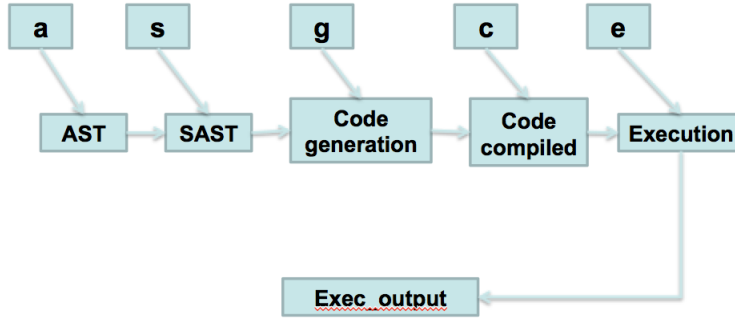 a
s
g
c
e
AST
SAST
Code
generation
Code
compiled
Execution
Exec_output